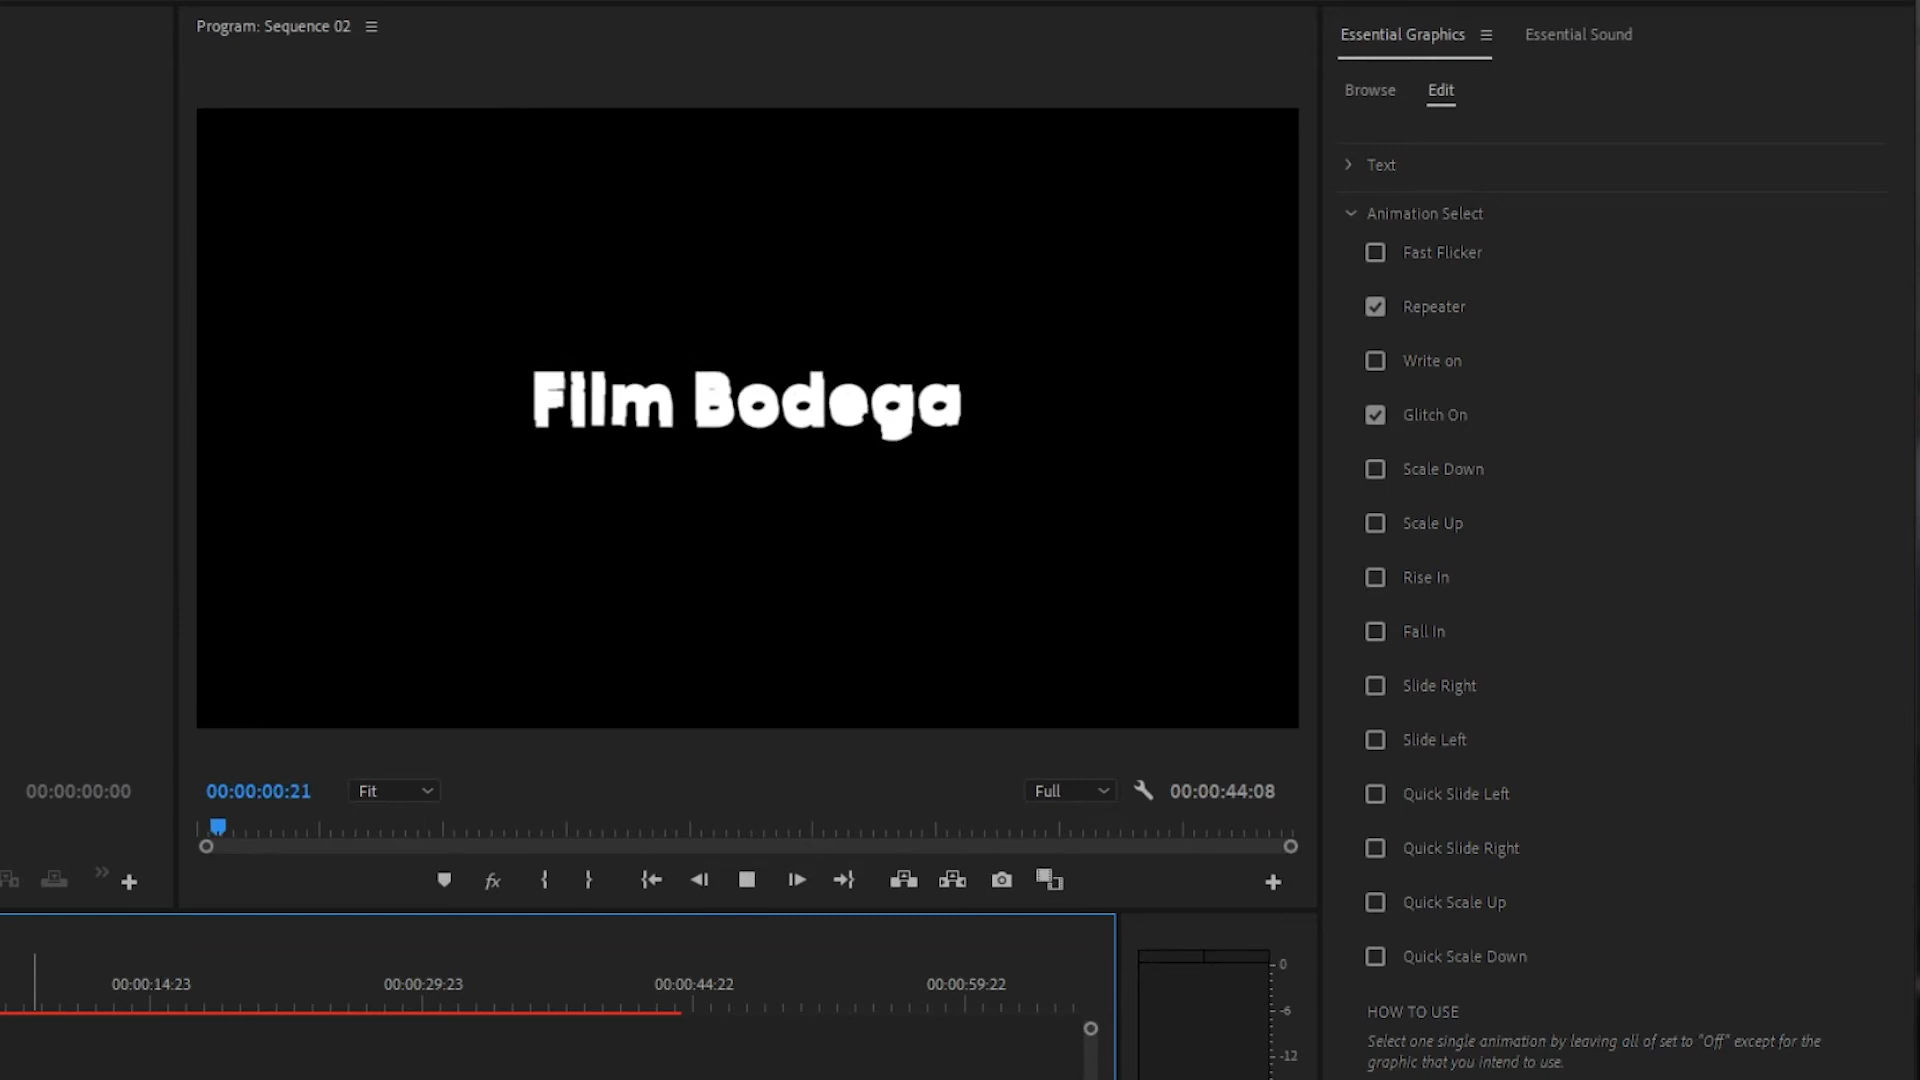 Program: Sequence 02
Essential Graphics
Essential Sound
Browse
Edit
Text
Animation Select
Fast Flicker
Repeater
Write on
Glitch On
Scale Down
Scale Up
Rise In
Fall In
Slide Right
Slide Left
Quick Slide Left
Quick Slide Right
Quick Scale Up
Quick Scale Down
HOW TO USE
Select one single animation by leaving all of set to "Off" except for the
graphic that you intend to use.
Film Bodega
00:00:00:00
00:00:00:21
Fit
Full
00:00:44:08
fx
00:00:14:23
00:00:29:23
00:00:44:22
00:00:59:22
0
-6
-12